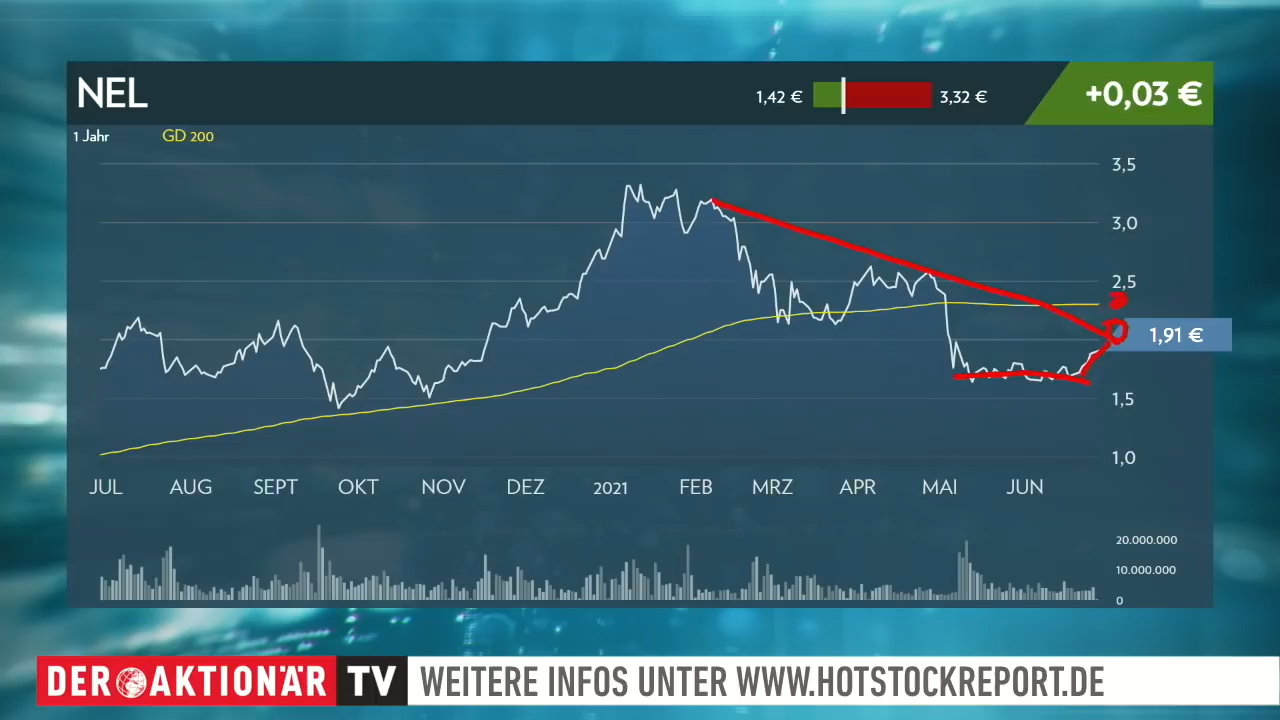 NEL
1,42 €
3,32 €
+0,03 €
1 Jahr
GD 200
3,5
3,0
2,5
1,91 €
1,5
1,0
JUL AUG SEPT OKT NOV DEZ 2021 FEB MRZ APR MAI JUN
20.000.000
10.000.000
0
DER AKTIONÄR TV
WEITERE INFOS UNTER WWW.HOTSTOCKREPORT.DE